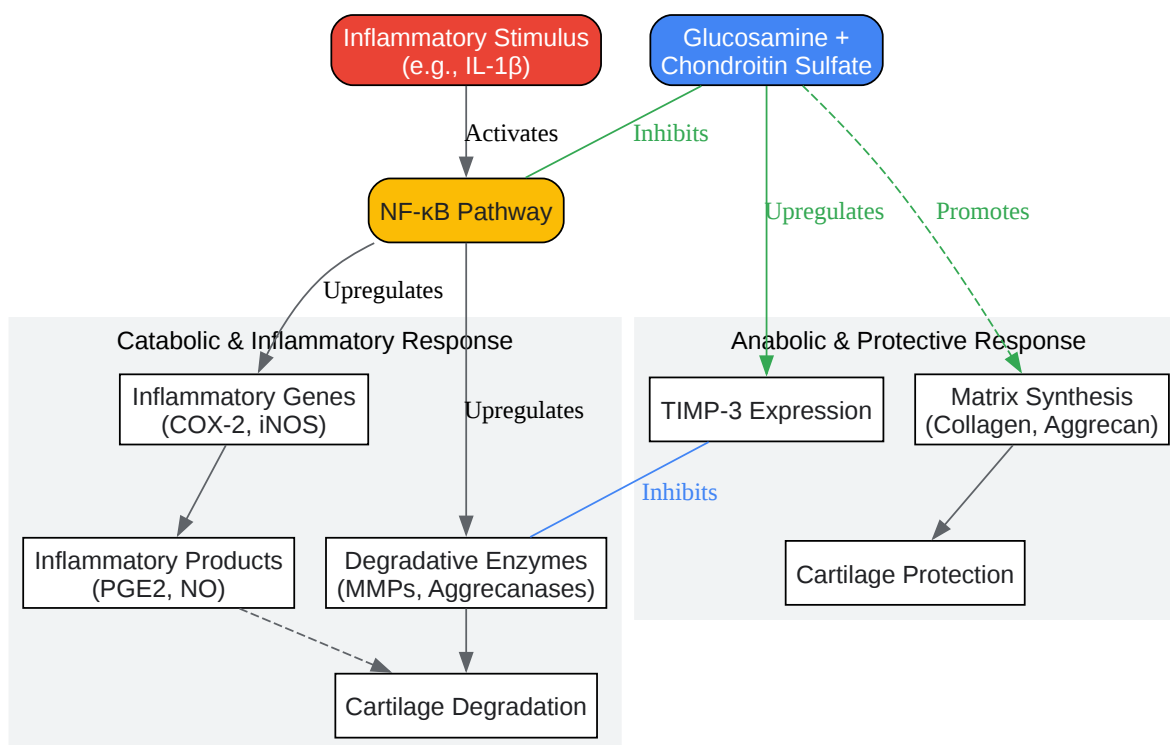 Inflammatory Stimulus
(e.g., IL-1β)
Glucosamine +
Chondroitin Sulfate
Activates
Inhibits
NF-κB Pathway
Upregulates
Promotes
Upregulates
Catabolic & Inflammatory Response
Anabolic & Protective Response
Inflammatory Genes
(COX-2, iNOS)
Upregulates
TIMP-3 Expression
Matrix Synthesis
(Collagen, Aggrecan)
Inhibits
Inflammatory Products
(PGE2, NO)
Degradative Enzymes
(MMPs, Aggrecanases)
Cartilage Protection
Cartilage Degradation